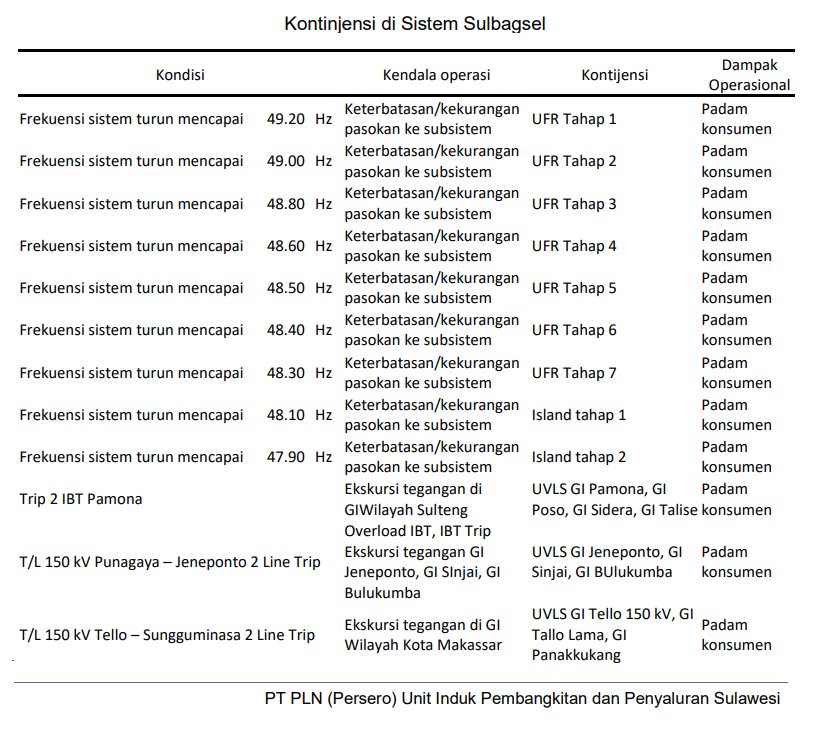 Kontinjensi di Sistem Sulbagsel
Kondisi Kendala operasi Kontijensi Dampak Operasional
Frekuensi sistem turun mencapai 49.20 Hz Keterbatasan/kekurangan pasokan ke subsistem UFR Tahap 1 Padam konsumen
Frekuensi sistem turun mencapai 49.00 Hz Keterbatasan/kekurangan pasokan ke subsistem UFR Tahap 2 Padam konsumen
Frekuensi sistem turun mencapai 48.80 Hz Keterbatasan/kekurangan pasokan ke subsistem UFR Tahap 3 Padam konsumen
Frekuensi sistem turun mencapai 48.60 Hz Keterbatasan/kekurangan pasokan ke subsistem UFR Tahap 4 Padam konsumen
Frekuensi sistem turun mencapai 48.50 Hz Keterbatasan/kekurangan pasokan ke subsistem UFR Tahap 5 Padam konsumen
Frekuensi sistem turun mencapai 48.40 Hz Keterbatasan/kekurangan pasokan ke subsistem UFR Tahap 6 Padam konsumen
Frekuensi sistem turun mencapai 48.30 Hz Keterbatasan/kekurangan pasokan ke subsistem UFR Tahap 7 Padam konsumen
Frekuensi sistem turun mencapai 48.10 Hz Keterbatasan/kekurangan pasokan ke subsistem Island tahap 1 Padam konsumen
Frekuensi sistem turun mencapai 47.90 Hz Keterbatasan/kekurangan pasokan ke subsistem Island tahap 2 Padam konsumen
Trip 2 IBT Pamona Ekskursi tegangan di GIWilayah Sulteng Overload IBT, IBT Trip UVLS GI Pamona, GI Poso, GI Sidera, GI Talise Padam konsumen
T/L 150 kV Punagaya – Jeneponto 2 Line Trip Ekskursi tegangan GI Jeneponto, GI SInjai, GI Bulukumba UVLS GI Jeneponto, GI Sinjai, GI BUlukumba Padam konsumen
T/L 150 kV Tello – Sungguminasa 2 Line Trip Ekskursi tegangan di GI Wilayah Kota Makassar UVLS GI Tello 150 kV, GI Tallo Lama, GI Panakkukang Padam konsumen
PT PLN (Persero) Unit Induk Pembangkitan dan Penyaluran Sulawesi